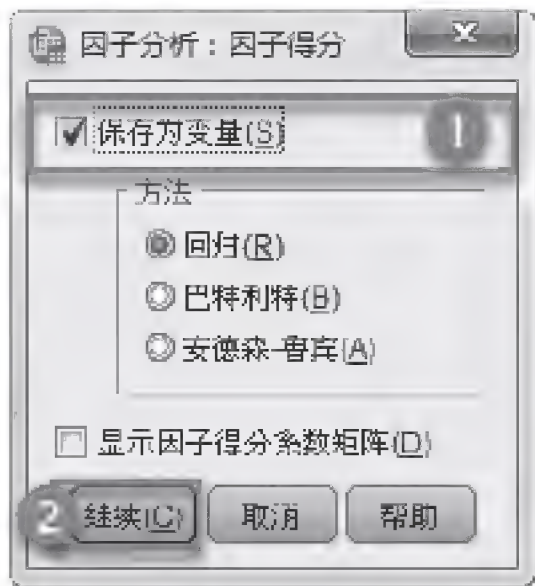 因子分析：因子得分
保存为变量(S)
1
方法
回归(R)
巴特利特(B)
安德森-鲁宾(A)
显示因子得分系数矩阵(D)
2 继续(C) 取消 帮助